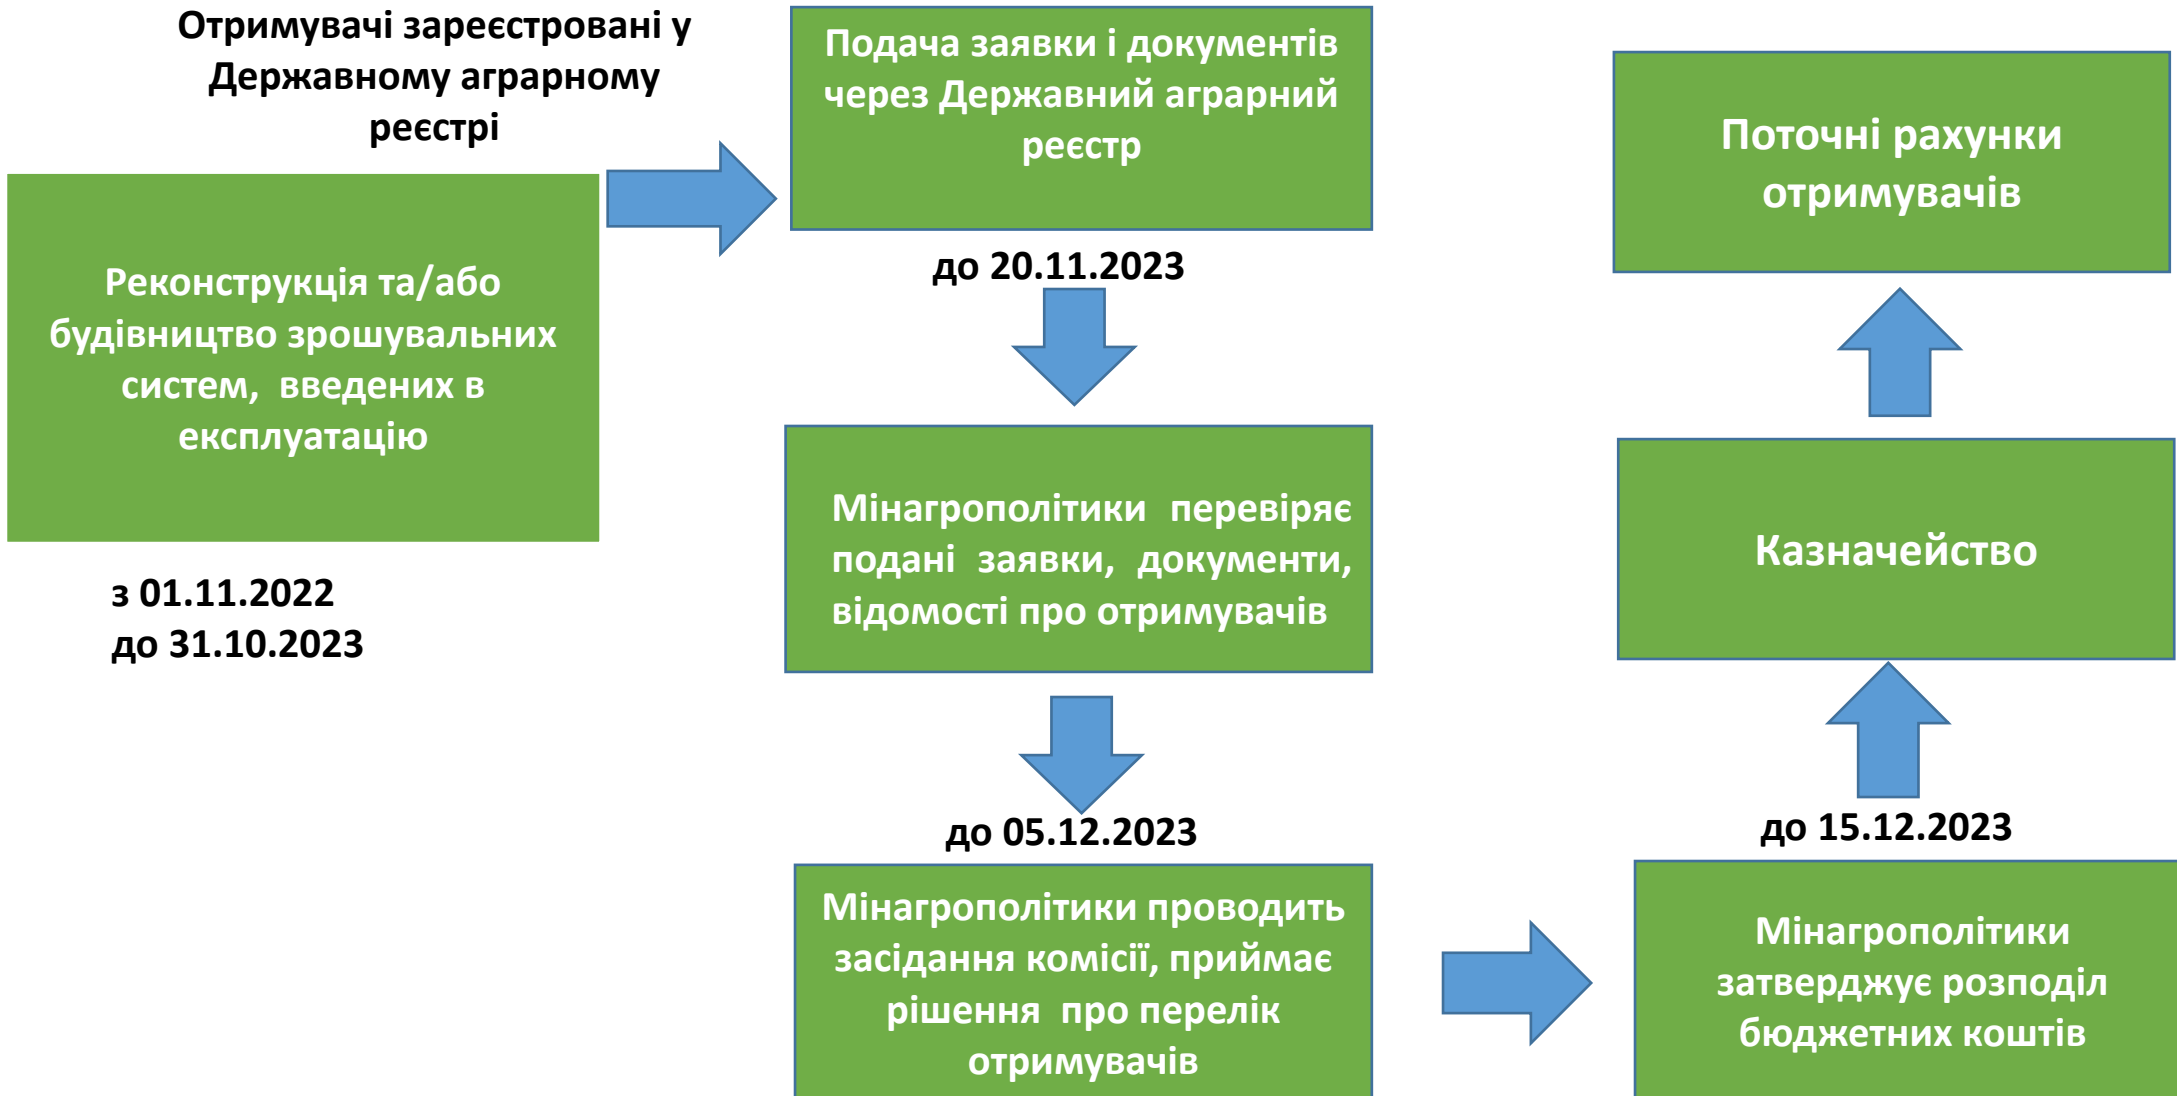 Отримувачі зареєстровані у
Державному аграрному
реєстрі
Реконструкція та/або
будівництво зрошувальних
систем, введених в
експлуатацію
з 01.11.2022
до 31.10.2023
Подача заявки і документів
через Державний аграрний
реєстр
до 20.11.2023
Мінагрополітики перевіряє
подані заявки, документи,
відомості про отримувачів
до 05.12.2023
Мінагрополітики проводить
засідання комісії, приймає
рішення про перелік
отримувачів
до 15.12.2023
Мінагрополітики
затверджує розподіл
бюджетних коштів
Казначейство
Поточні рахунки
отримувачів